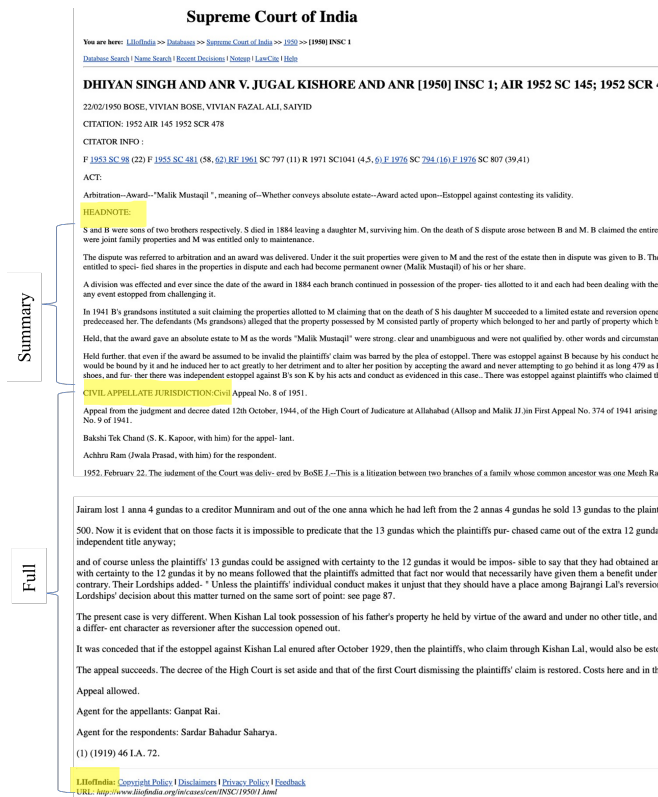 Supreme Court of India
You are here: LIIofIndia >> Databases >> Supreme Court of India >> 1950 >> [1950] INSC 1
Database Search | Name Search | Recent Decisions | Noteup | LawCite | Help
DHIYAN SINGH AND ANR V. JUGAL KISHORE AND ANR [1950] INSC 1; AIR 1952 SC 145; 1952 SCR
22/02/1950 BOSE, VIVIAN BOSE, VIVIAN FAZAL ALI, SAIYID
CITATION: 1952 AIR 145 1952 SCR 478
CITATOR INFO :
F 1953 SC 98 (22) F 1955 SC 481 (58, 62) RF 1961 SC 797 (11) R 1971 SC1041 (4,5, 6) F 1976 SC 794 (16) F 1976 SC 807 (39,41)
ACT:
Arbitration--Award--"Malik Mustaqil ", meaning of--Whether conveys absolute estate--Award acted upon--Estoppel against contesting its validity.
HEADNOTE:
S and B were sons of two brothers respectively. S died in 1884 leaving a daughter M, surviving him. On the death of S dispute arose between B and M. B claimed the entire
were joint family properties and M was entitled only to maintenance.
The dispute was referred to arbitration and an award was delivered. Under it the suit properties were given to M and the rest of the estate then in dispute was given to B. The
entitled to speci- fied shares in the properties in dispute and each had become permanent owner (Malik Mustaqil) of his or her share.
A division was effected and ever since the date of the award in 1884 each branch continued in possession of the proper- ties allotted to it and each had been dealing with the
any event estopped from challenging it.
In 1941 B's grandsons instituted a suit claiming the properties allotted to M claiming that on the death of S his daughter M succeeded to a limited estate and reversion opene
predeceased her. The defendants (Ms grandsons) alleged that the property possessed by M consisted partly of property which belonged to her and partly of property which b
Held, that the award gave an absolute estate to M as the words "Malik Mustaqil" were strong. clear and unambiguous and were not qualified by. other words and circumstan
Held further. that even if the award be assumed to be invalid the plaintiffs' claim was barred by the plea of estoppel. There was estoppel against B because by his conduct he
would be bound by it and he induced her to act greatly to her detriment and to alter her position by accepting the award and never attempting to go behind it as long 479 as l
shoes, and fur- ther there was independent estoppel against B's son K by his acts and conduct as evidenced in this case.. There was estoppel against plaintiffs who claimed th
CIVIL APPELLATE JURISDICTION:Civil Appeal No. 8 of 1951.
Appeal from the judgment and decree dated 12th October, 1944, of the High Court of Judicature at Allahabad (Allsop and Malik JJ.)in First Appeal No. 374 of 1941 arising
No. 9 of 1941.
Bakshi Tek Chand (S. K. Kapoor, with him) for the appel- lant.
Achhru Ram (Jwala Prasad, with him) for the respondent.
1952. February 22. The judgment of the Court was deliv- ered by BoSE J.--This is a litigation between two branches of a family whose common ancestor was one Megh Ra
Summary
Jairam lost 1 anna 4 gundas to a creditor Munniram and out of the one anna which he had left from the 2 annas 4 gundas he sold 13 gundas to the plaint
500. Now it is evident that on those facts it is impossible to predicate that the 13 gundas which the plaintiffs pur- chased came out of the extra 12 gunda
independent title anyway;
and of course unless the plaintiffs' 13 gundas could be assigned with certainty to the 12 gundas it would be impos- sible to say that they had obtained an
with certainty to the 12 gundas it by no means followed that the plaintiffs admitted that fact nor would that necessarily have given them a benefit under
contrary. Their Lordships added- " Unless the plaintiffs' individual conduct makes it unjust that they should have a place among Bajrangi Lal's reversio
Lordships' decision about this matter turned on the same sort of point: see page 87.
The present case is very different. When Kishan Lal took possession of his father's property he held by virtue of the award and under no other title, and
a differ- ent character as reversioner after the succession opened out.
It was conceded that if the estoppel against Kishan Lal enured after October 1929, then the plaintiffs, who claim through Kishan Lal, would also be esto
The appeal succeeds. The decree of the High Court is set aside and that of the first Court dismissing the plaintiffs' claim is restored. Costs here and in th
Appeal allowed.
Agent for the appellants: Ganpat Rai.
Agent for the respondents: Sardar Bahadur Saharya.
(1) (1919) 46 I.A. 72.
Full
LIIofIndia: Copyright Policy | Disclaimers | Privacy Policy | Feedback
URL: http://www.liiofindia.org/in/cases/cen/INSC/1950/1.html